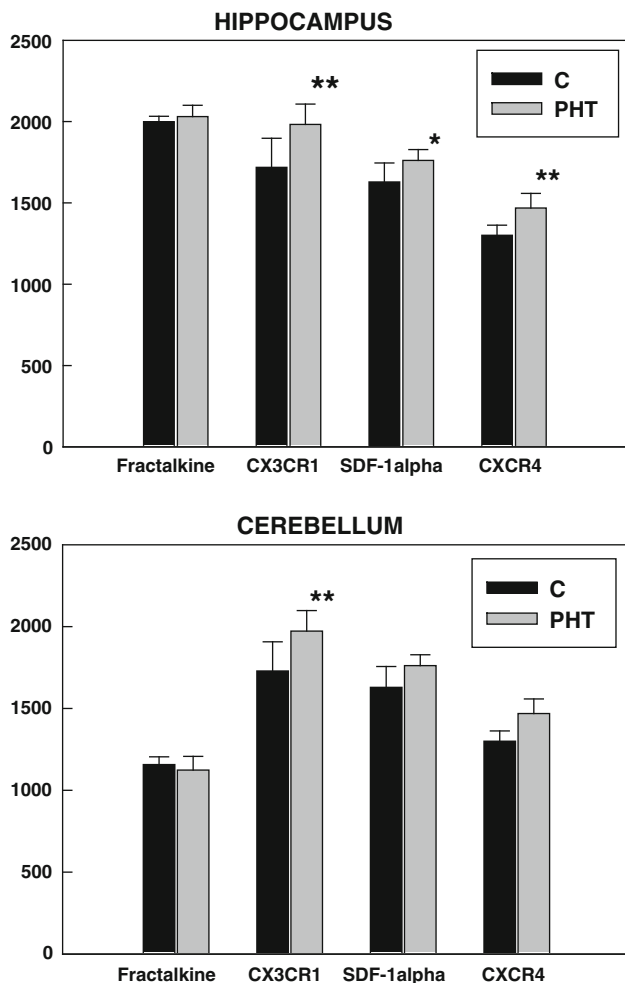 HIPPOCAMPUS
2500
2000
1500
1000
500
0
C
PHT
**
*
**
Fractalkine CX3CR1 SDF-1alpha CXCR4
CEREBELLUM
2500
2000
1500
1000
500
0
C
PHT
**
Fractalkine CX3CR1 SDF-1alpha CXCR4